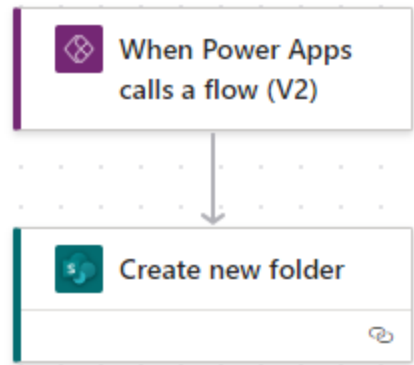 When Power Apps
calls a flow (V2)
s
Create new folder